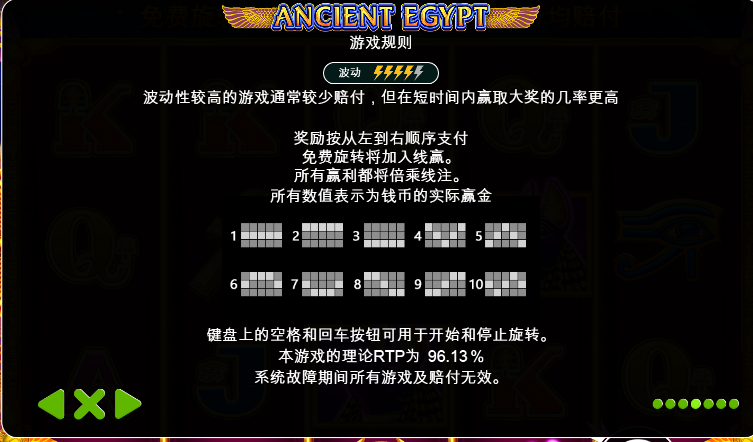 ANCIENT EGYPT
游戏规则
波动
波动性较高的游戏通常较少赔付，但在短时间内赢取大奖的几率更高
奖励按从左到右顺序支付
免费旋转将加入线赢。
所有赢利都将倍乘线注。
所有数值表示为钱币的实际赢金
1 2 3 4 5
6 7 8 9 10
键盘上的空格和回车按钮可用于开始和停止旋转。
本游戏的理论RTP为 96.13%
系统故障期间所有游戏及赔付无效。